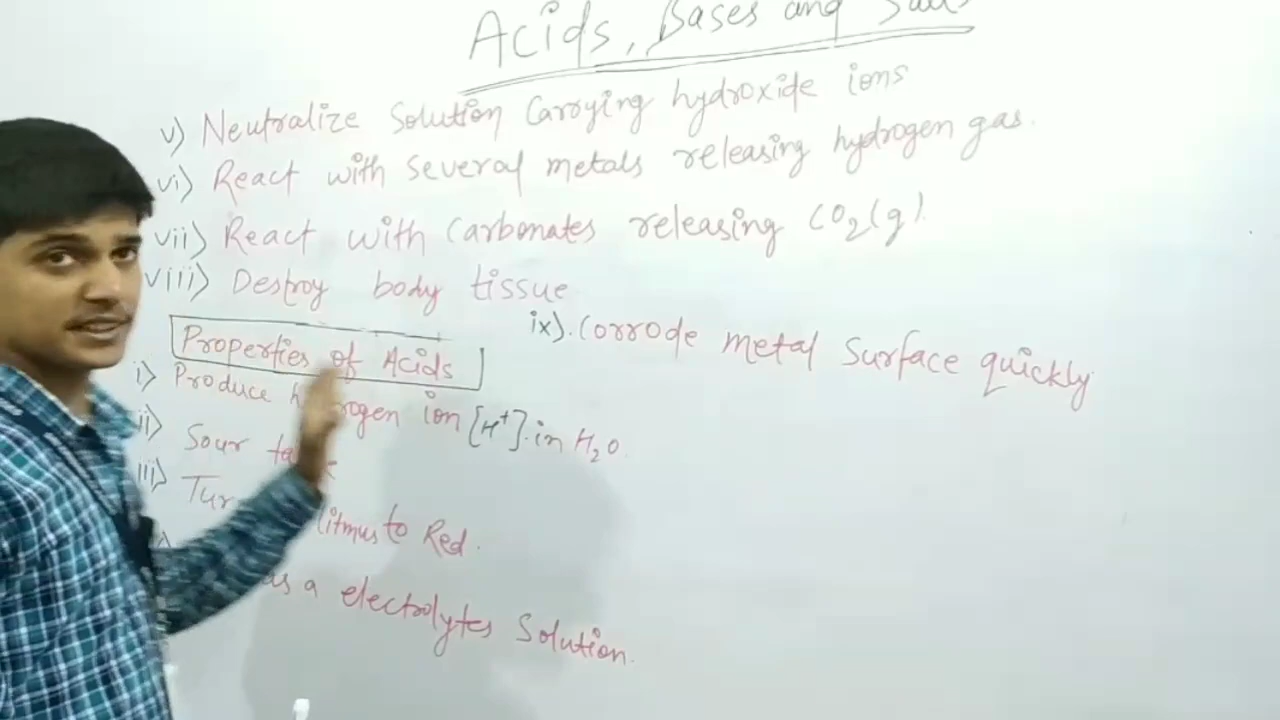 Acids, Bases and
v) Neutralize Solution Carrying hydroxide ions
vi) React with several metals releasing hydrogen gas.
vii) React with Carbonates releasing CO2(g).
viii) Destroy body tissue
ix). Corrode metal Surface quickly
Properties of Acids
i) Produce ion [H+]. in H2O.
ii) Sour
iii) litmus to Red.
as a electrolytes Solution.